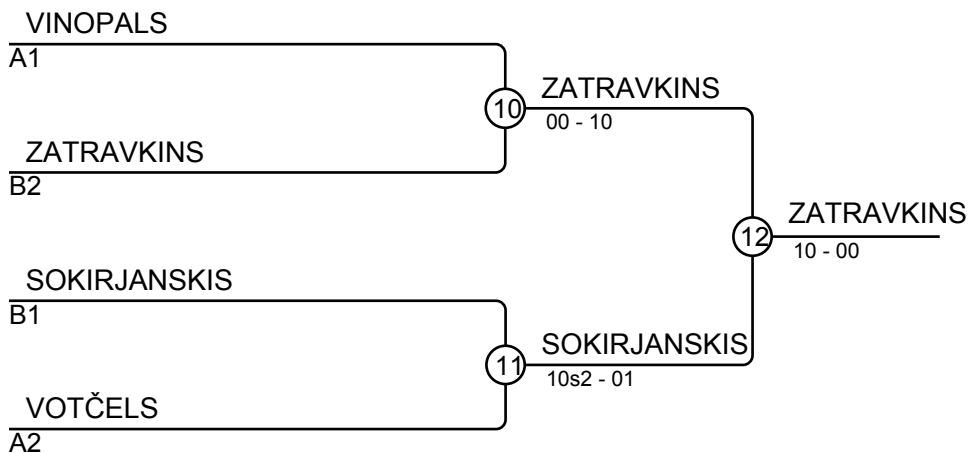 VINOPALS
A1
10
ZATRAVKINS
00 - 10
ZATRAVKINS
B2
12
ZATRAVKINS
10 - 00
SOKIRJANSKIS
B1
11
SOKIRJANSKIS
10s2 - 01
VOTČELS
A2